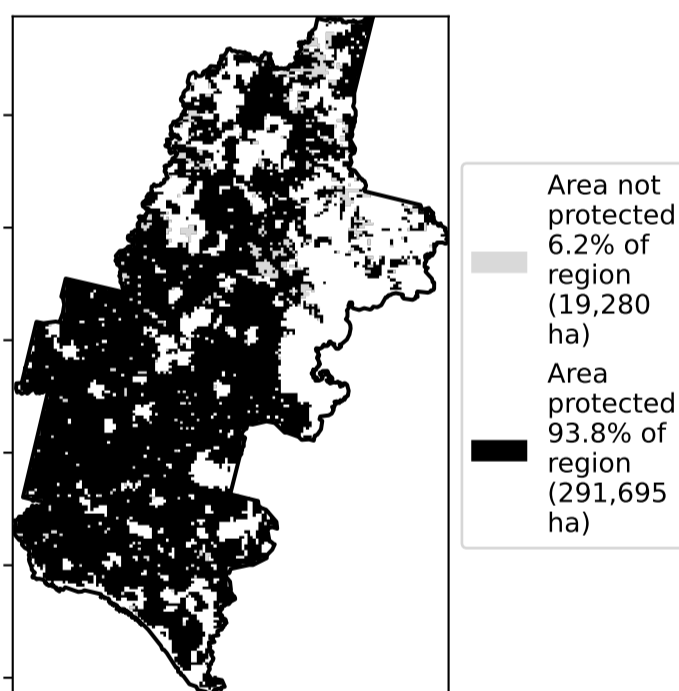 Area not
protected
6.2% of
region
(19,280
ha)
Area
protected
93.8% of
region
(291,695
ha)